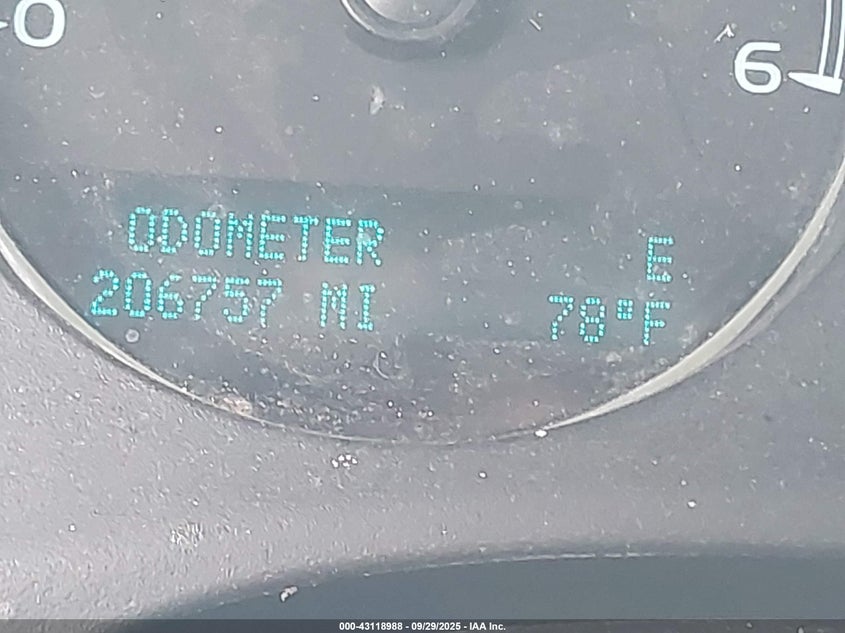 0
6
ODOMETER
E
206757 MI
78°F
000-43118988 - 09/29/2025 - IAA Inc.